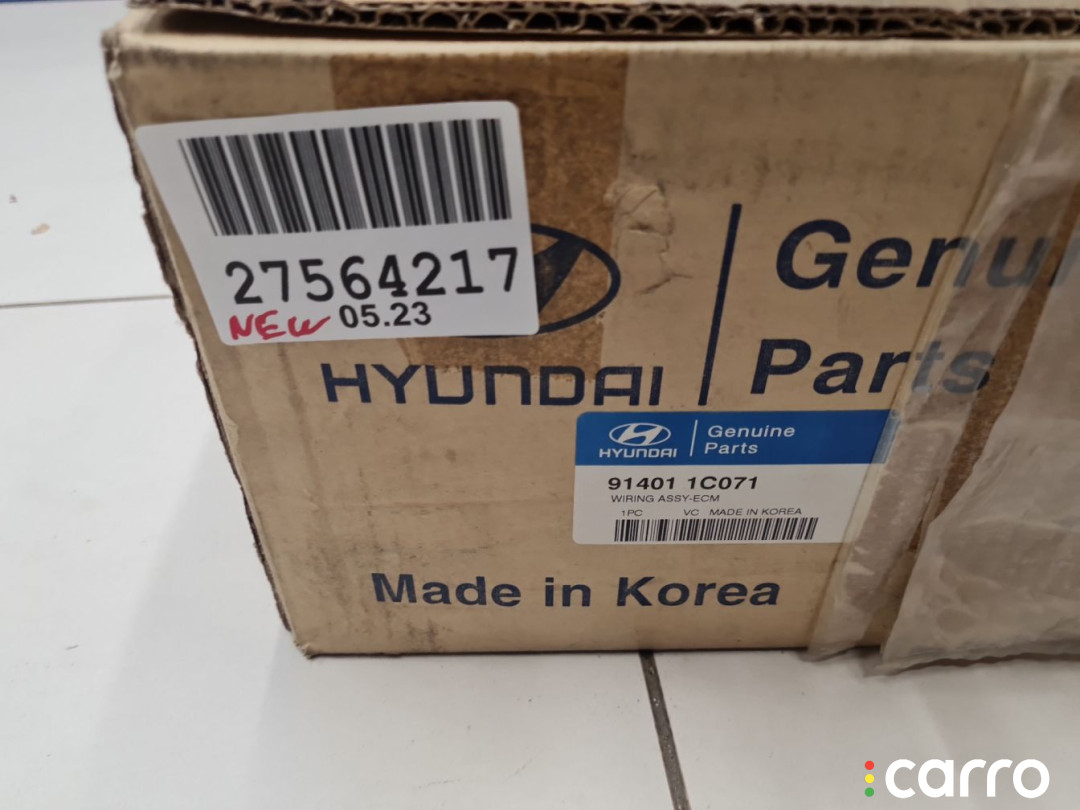 27564217
NEW 05.23
HYUNDAI
Genui
Parts
HYUNDAI
Genuine
Parts
91401 1C071
WIRING ASSY-ECM
1PC VC MADE IN KOREA
Made in Korea
carro